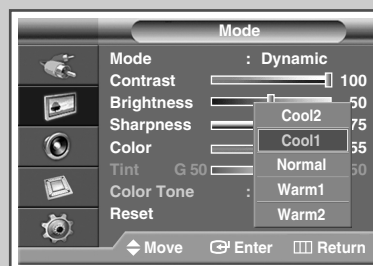 Mode
Mode : Dynamic
Contrast 100
Brightness 50
Sharpness 75
Color 55
Tint G 50 50
Color Tone :
Reset
Cool2
Cool1
Normal
Warm1
Warm2
Move Enter Return